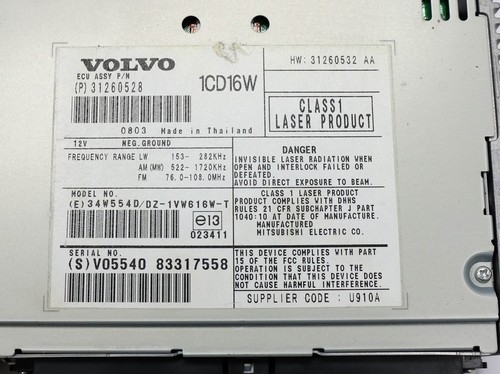 VOLVO
ECU ASSY P/N
(P) 31260528
1CD16W
HW: 31260532 AA
CLASS1
LASER PRODUCT
0803 Made in Thailand
12V NEG. GROUND
FREQUENCY RANGE LW 153- 282KHz
AM (MW) 522- 1720KHz
FM 76.0-108.0MHz
MODEL NO.
(E)34W554D/DZ-1VW616W-T
e13
023411
SERIAL NO.
(S)V05540 83317558
DANGER
INVISIBLE LASER RADIATION WHEN
OPEN AND INTERLOCK FAILED OR
DEFEATED.
AVOID DIRECT EXPOSURE TO BEAM.
CLASS 1 LASER PRODUCT
PRODUCT COMPLIES WITH DHHS
RULES 21 CFR SUBCHAPTER J PART
1040:10 AT DATE OF MANUFACTURE.
MANUFACTURED
MITSUBISHI ELECTRIC CO.
THIS DEVICE COMPLIES WITH PART
15 OF THE FCC RULES.
OPERATION IS SUBJECT TO THE
CONDITION THAT THIS DEVICE DOES
NOT CAUSE HARMFUL INTERFERENCE.
SUPPLIER CODE : U910A